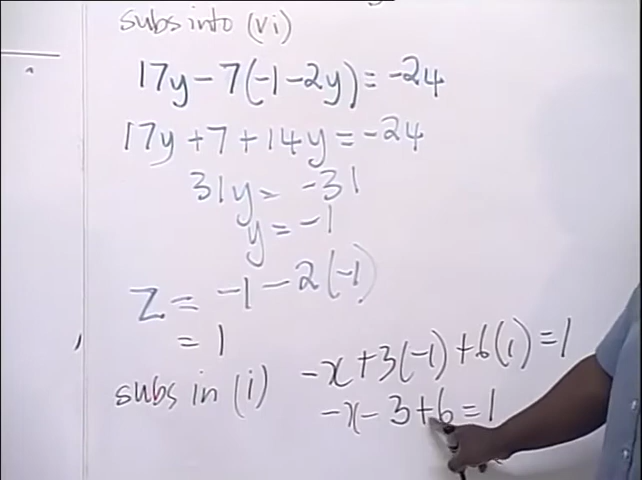 subs into (vi)
17y - 7(-1 - 2y) = -24
17y + 7 + 14y = -24
31y = -31
y = -1
Z = -1 - 2(-1)
= 1
subs in (i) -x + 3(-1) + 6(1) = 1
-x - 3 + 6 = 1